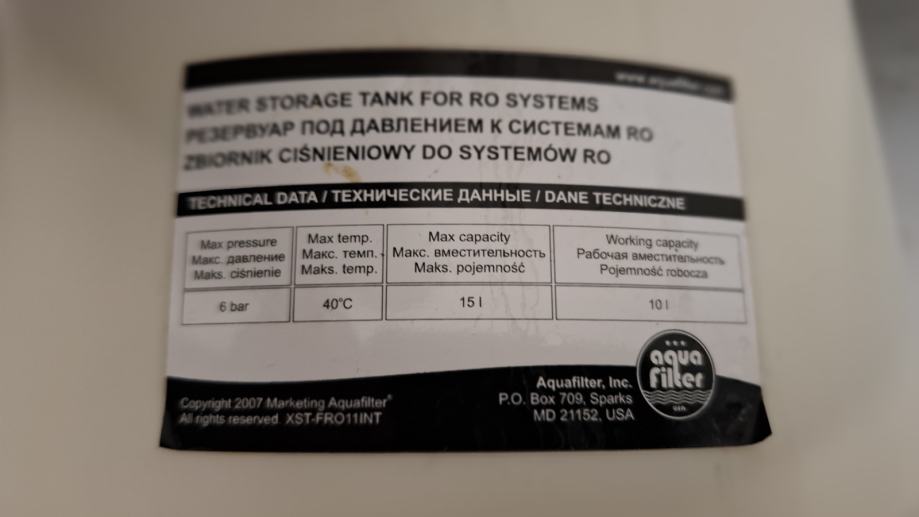 www.aquafilter.com
WATER STORAGE TANK FOR RO SYSTEMS
РЕЗЕРВУАР ПОД ДАВЛЕНИЕМ К СИСТЕМАМ RO
ZBIORNIK CIŚNIENIOWY DO SYSTEMÓW RO
TECHNICAL DATA / ТЕХНИЧЕСКИЕ ДАННЫЕ / DANE TECHNICZNE
Max pressure
Макс. давление
Maks. ciśnienie
Max temp.
Макс. темп.
Maks. temp.
Max capacity
Макс. вместительность
Maks. pojemność
Working capacity
Рабочая вместительность
Pojemność robocza
6 bar
40°C
15 l
10 l
Copyright 2007 Marketing Aquafilter®
All rights reserved. XST-FRO11INT
Aquafilter, Inc.
P.O. Box 709, Sparks
MD 21152, USA
aqua
filter
USA